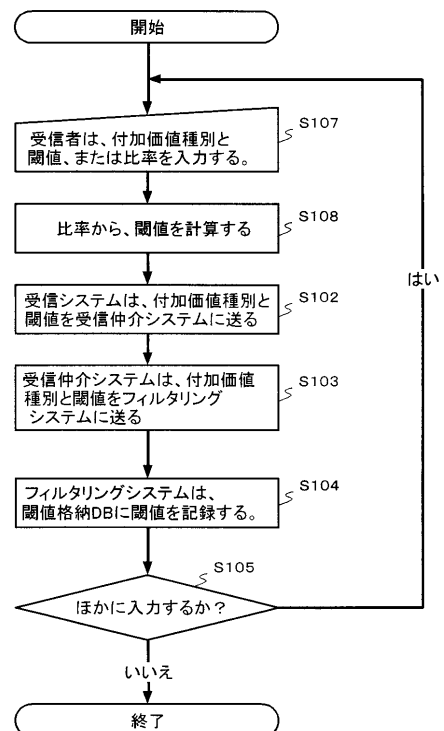 開始
受信者は、付加価値種別と
閾値、または比率を入力する。
S107
比率から、閾値を計算する
S108
はい
受信システムは、付加価値種別と
閾値を受信仲介システムに送る
S102
受信仲介システムは、付加価値
種別と閾値をフィルタリング
システムに送る
S103
フィルタリングシステムは、
閾値格納DBに閾値を記録する。
S104
S105
ほかに入力するか？
いいえ
終了